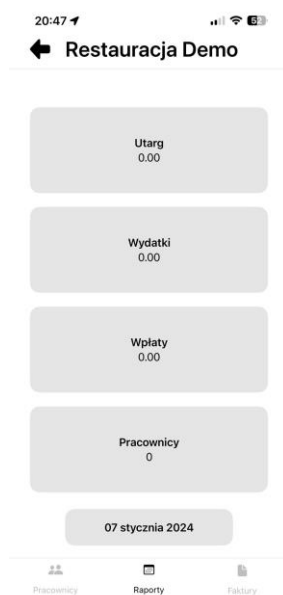 20:47
Restauracja Demo
Utarg
0.00
Wydatki
0.00
Wpłaty
0.00
Pracownicy
0
07 stycznia 2024
Pracownicy Raporty Faktury